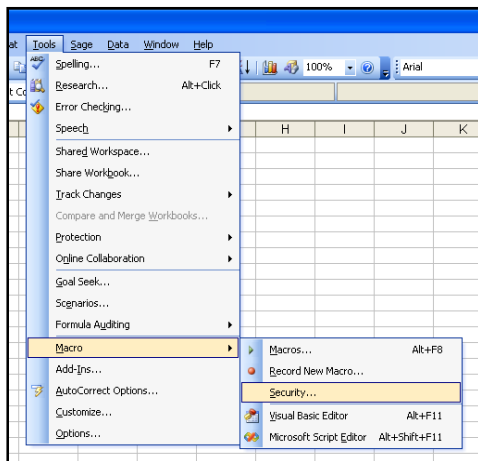 at Tools Sage Data Window Help
100% Arial
t Co
Spelling... F7
Research... Alt+Click
Error Checking...
Speech
Shared Workspace...
Share Workbook...
Track Changes
Compare and Merge Workbooks...
Protection
Online Collaboration
Goal Seek...
Scenarios...
Formula Auditing
Macro
Add-Ins...
AutoCorrect Options...
Customize...
Options...
H I J K
Macros... Alt+F8
Record New Macro...
Security...
Visual Basic Editor Alt+F11
Microsoft Script Editor Alt+Shift+F11